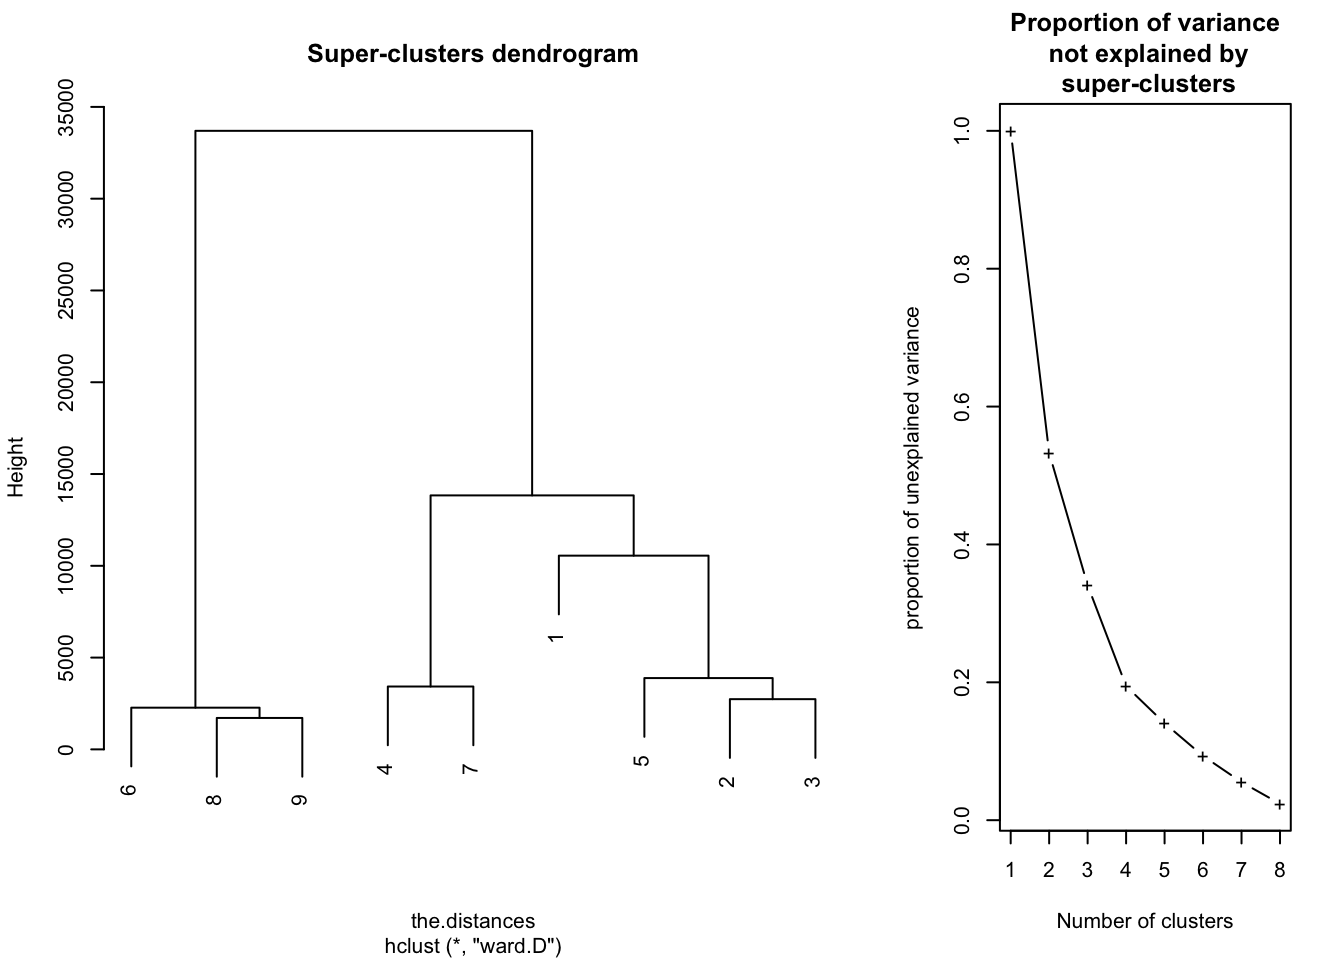 Super-clusters dendrogram
Height
35000
30000
25000
20000
15000
10000
5000
0
6
8
9
4
7
1
5
2
3
the.distances
hclust (*, "ward.D")
Proportion of variance
not explained by
super-clusters
proportion of unexplained variance
1.0
0.8
0.6
0.4
0.2
0.0
1 2 3 4 5 6 7 8
Number of clusters